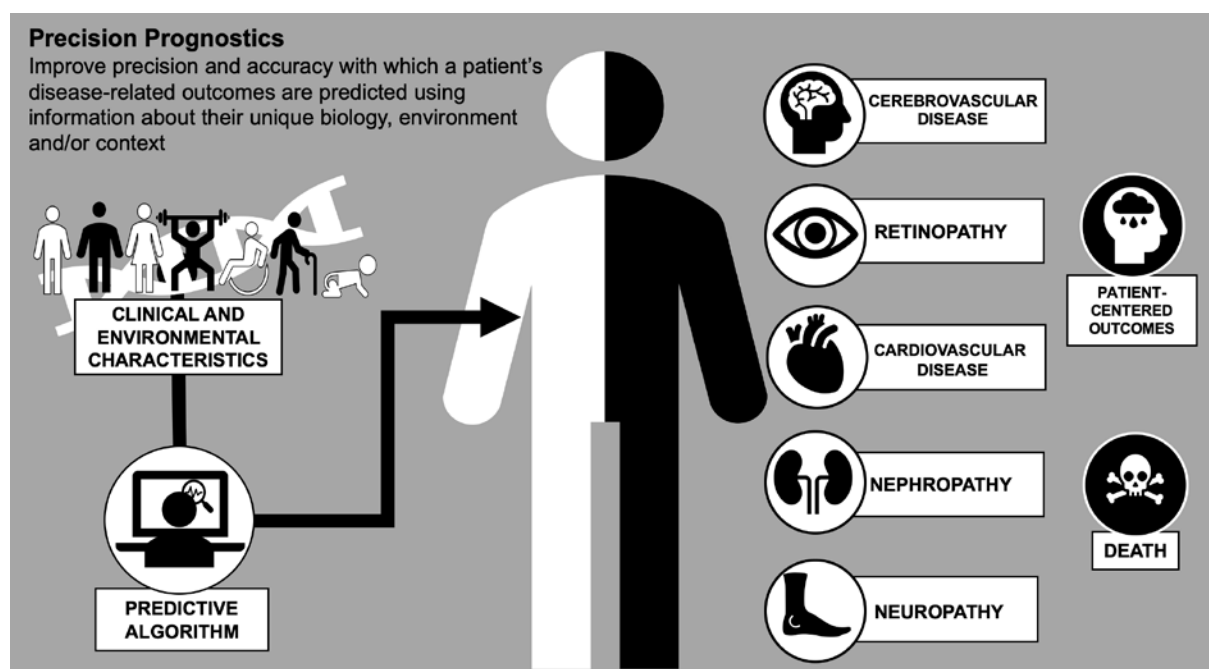 Precision Prognostics
Improve precision and accuracy with which a patient’s
disease-related outcomes are predicted using
information about their unique biology, environment
and/or context
CLINICAL AND
ENVIRONMENTAL
CHARACTERISTICS
PREDICTIVE
ALGORITHM
CEREBROVASCULAR
DISEASE
RETINOPATHY
CARDIOVASCULAR
DISEASE
NEPHROPATHY
NEUROPATHY
PATIENT-
CENTERED
OUTCOMES
DEATH